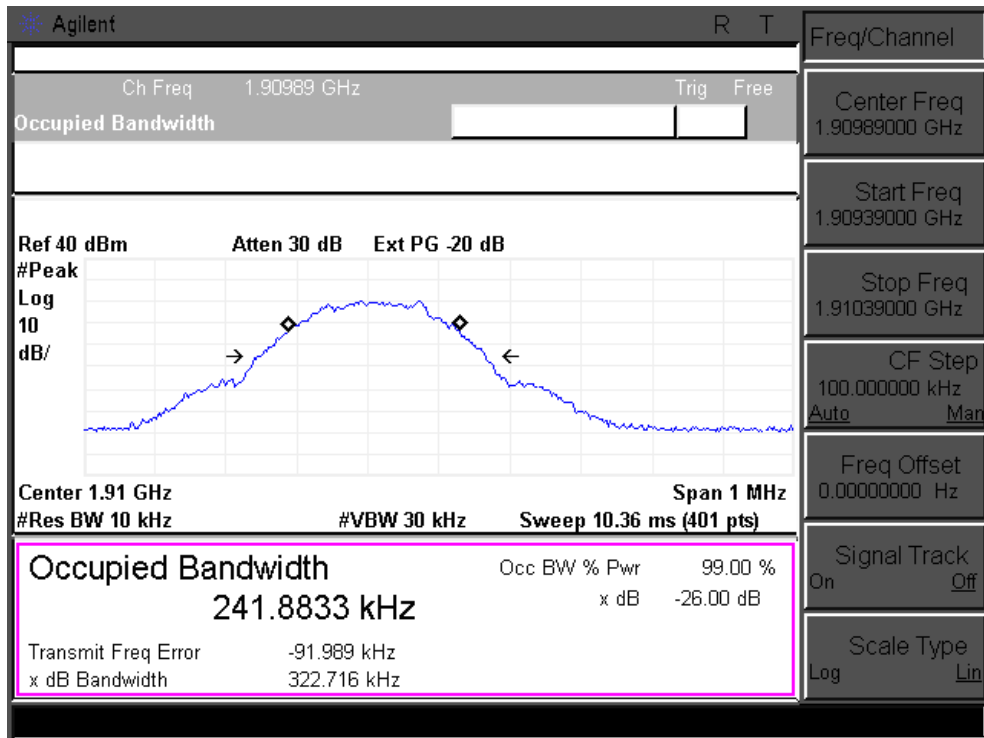 Agilent R T
Ch Freq 1.90989 GHz Trig Free
Occupied Bandwidth
Ref 40 dBm Atten 30 dB Ext PG -20 dB
#Peak
Log
10
dB/
Center 1.91 GHz Span 1 MHz
#Res BW 10 kHz #VBW 30 kHz Sweep 10.36 ms (401 pts)
Occupied Bandwidth Occ BW % Pwr 99.00 %
241.8833 kHz x dB -26.00 dB
Transmit Freq Error -91.989 kHz
x dB Bandwidth 322.716 kHz
Freq/Channel
Center Freq
1.90989000 GHz
Start Freq
1.90939000 GHz
Stop Freq
1.91039000 GHz
CF Step
100.000000 kHz
Auto Man
Freq Offset
0.00000000 Hz
Signal Track
On Off
Scale Type
Log Lin